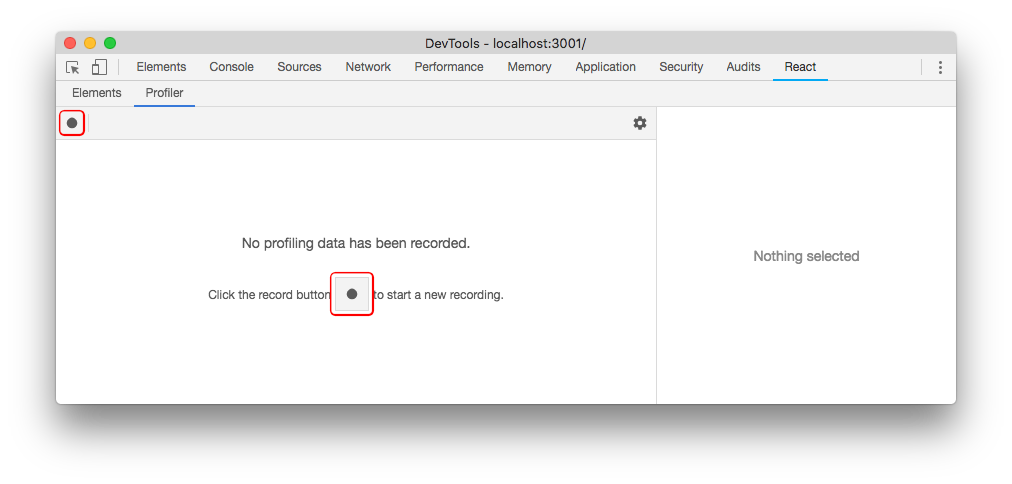 DevTools - localhost:3001/
Elements Console Sources Network Performance Memory Application Security Audits React
Elements Profiler
No profiling data has been recorded.
Nothing selected
Click the record button to start a new recording.